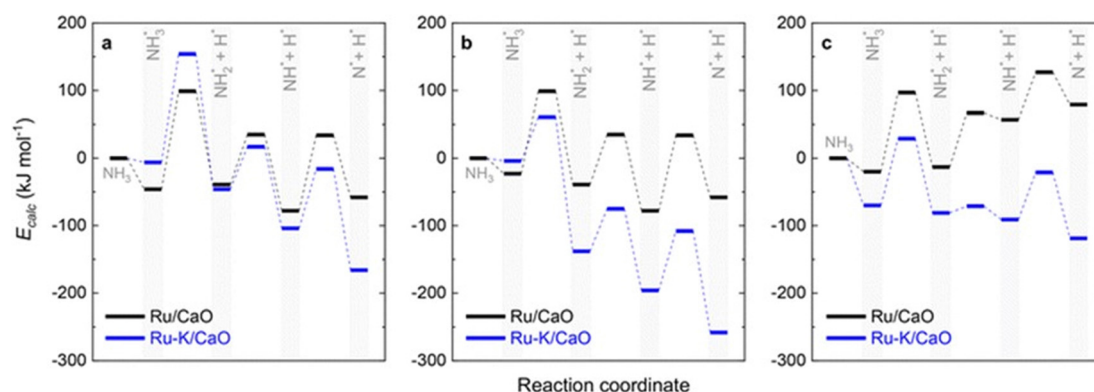 a
200
100
0
-100
-200
-300
E_calc (kJ mol⁻¹)
NH₃
NH₃*
NH₂* + H*
NH* + H*
N* + H*
Ru/CaO
Ru-K/CaO
b
200
100
0
-100
-200
-300
NH₃
NH₃*
NH₂* + H*
NH* + H*
N* + H*
Ru/CaO
Ru-K/CaO
c
200
100
0
-100
-200
-300
NH₃
NH₃*
NH₂* + H*
NH* + H*
N* + H*
Ru/CaO
Ru-K/CaO
Reaction coordinate